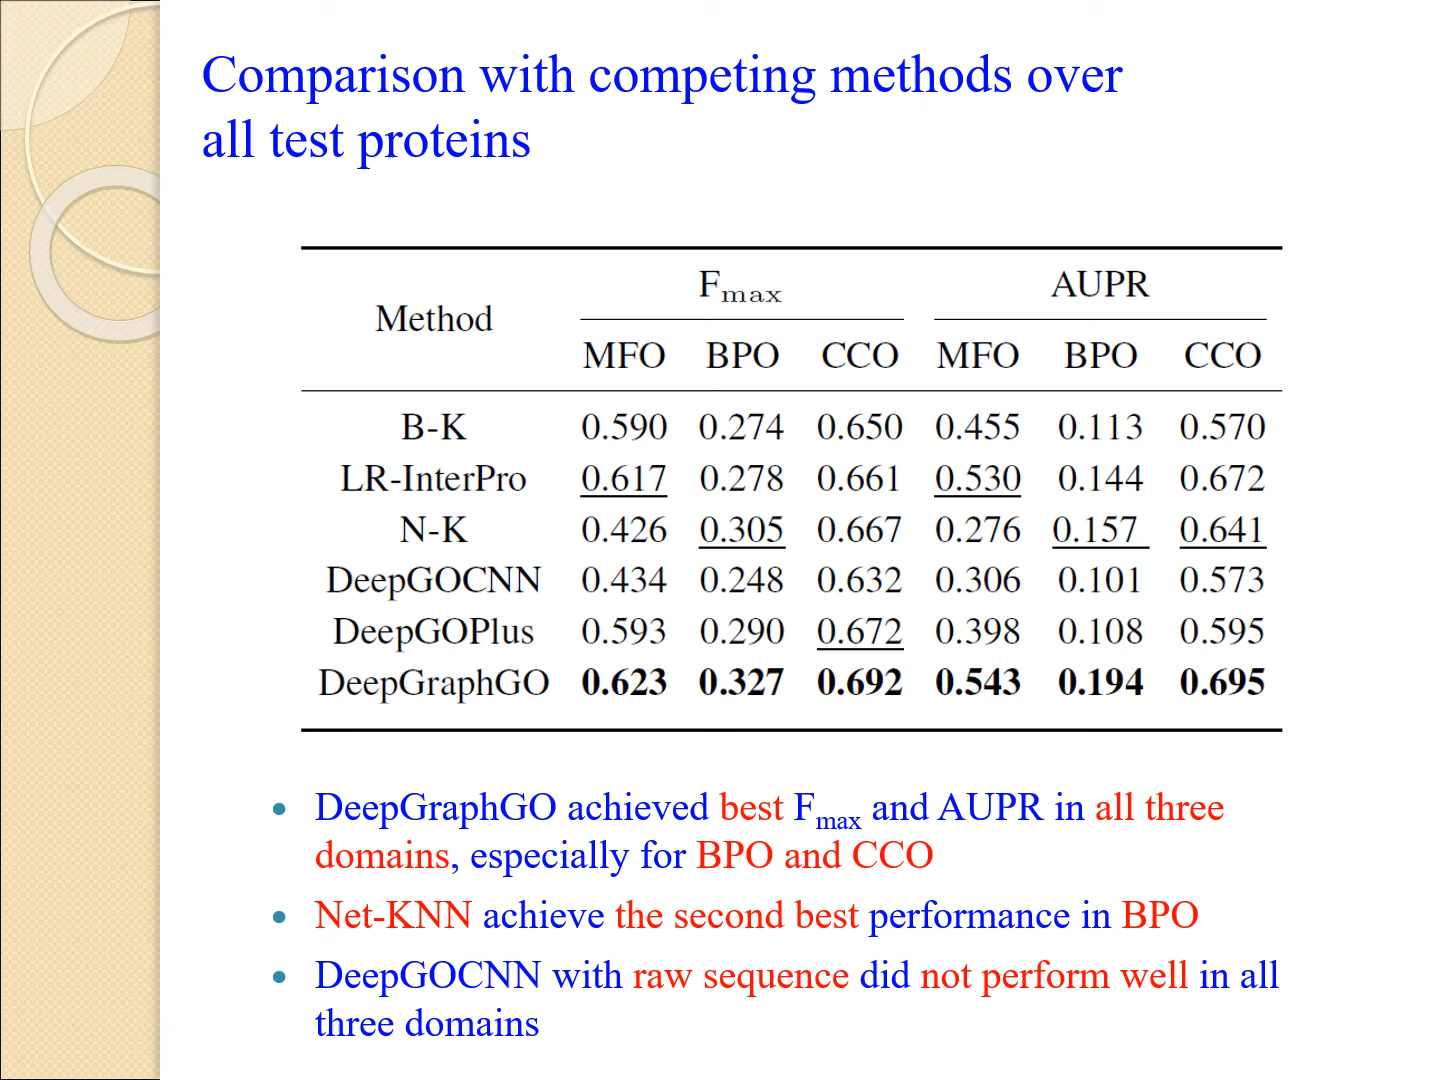 Comparison with competing methods over
all test proteins
Method Fmax AUPR
MFO BPO CCO MFO BPO CCO
B-K 0.590 0.274 0.650 0.455 0.113 0.570
LR-InterPro 0.617 0.278 0.661 0.530 0.144 0.672
N-K 0.426 0.305 0.667 0.276 0.157 0.641
DeepGOCNN 0.434 0.248 0.632 0.306 0.101 0.573
DeepGOPlus 0.593 0.290 0.672 0.398 0.108 0.595
DeepGraphGO 0.623 0.327 0.692 0.543 0.194 0.695
• DeepGraphGO achieved best Fmax and AUPR in all three
domains, especially for BPO and CCO
• Net-KNN achieve the second best performance in BPO
• DeepGOCNN with raw sequence did not perform well in all
three domains